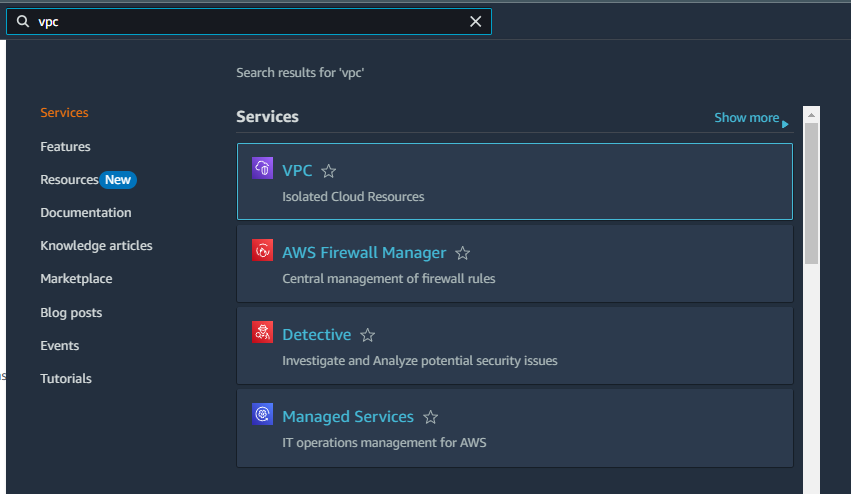 vpc
Search results for 'vpc'
Services
Features
Resources New
Documentation
Knowledge articles
Marketplace
Blog posts
Events
Tutorials
Services
Show more
VPC
Isolated Cloud Resources
AWS Firewall Manager
Central management of firewall rules
Detective
Investigate and Analyze potential security issues
Managed Services
IT operations management for AWS